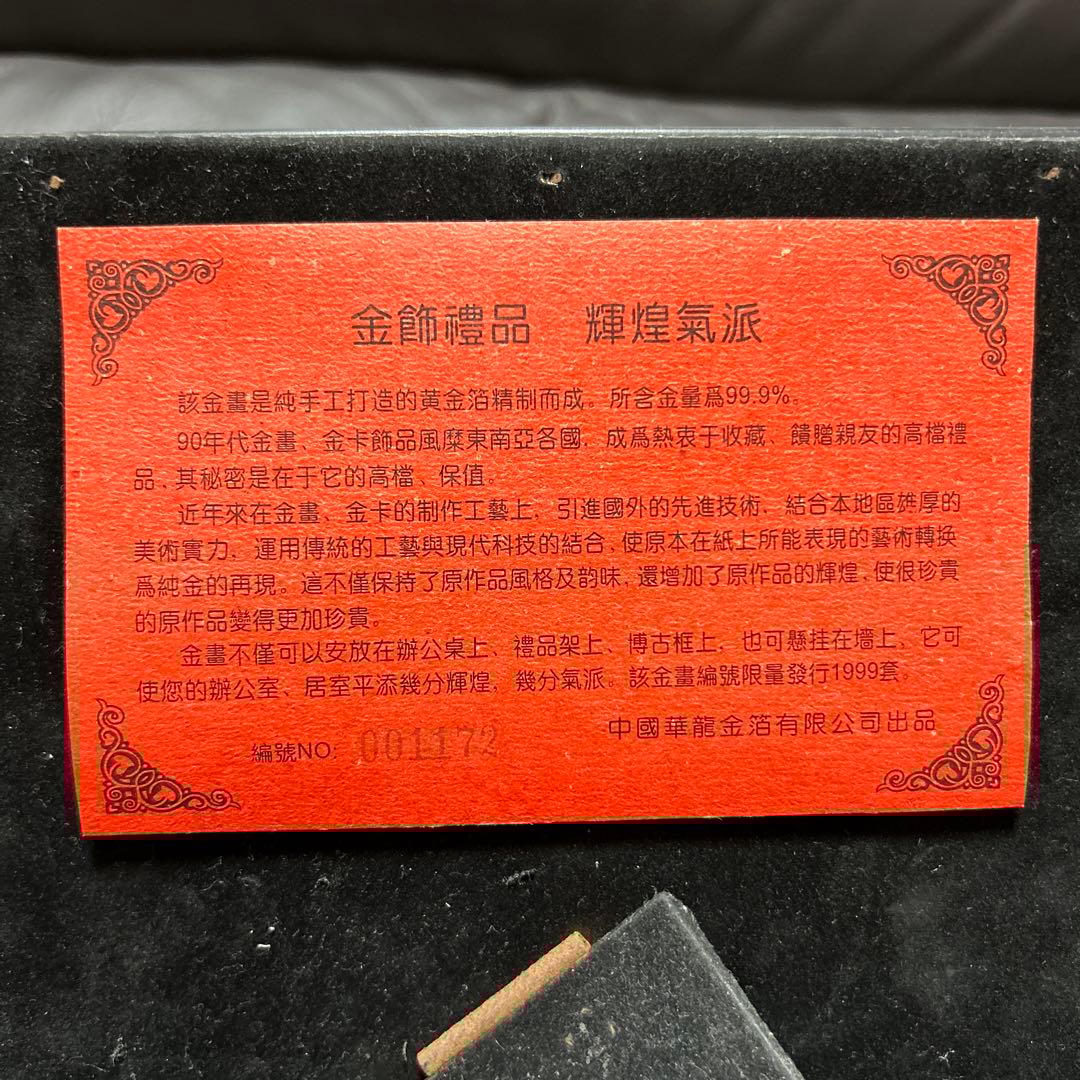 金飾禮品 輝煌氣派
該金畫是純手工打造的黄金箔精制而成。所含金量爲99.9%。
90年代金畫、金卡飾品風靡東南亞各國，成爲熱衷于收藏、饋贈親友的高檔禮
品，其秘密是在于它的高檔、保值。
近年來在金畫、金卡的制作工藝上，引進國外的先進技術，結合本地區雄厚的
美術實力，運用傳統的工藝與現代科技的結合，使原本在紙上所能表現的藝術轉换
爲純金的再現。這不僅保持了原作品風格及韵味，還增加了原作品的輝煌，使很珍貴
的原作品變得更加珍貴。
金畫不僅可以安放在辦公桌上、禮品架上、博古框上，也可懸挂在墙上，它可
使您的辦公室、居室平添幾分輝煌，幾分氣派。該金畫編號限量發行1999套。
中國華龍金箔有限公司出品
編號NO: 001172